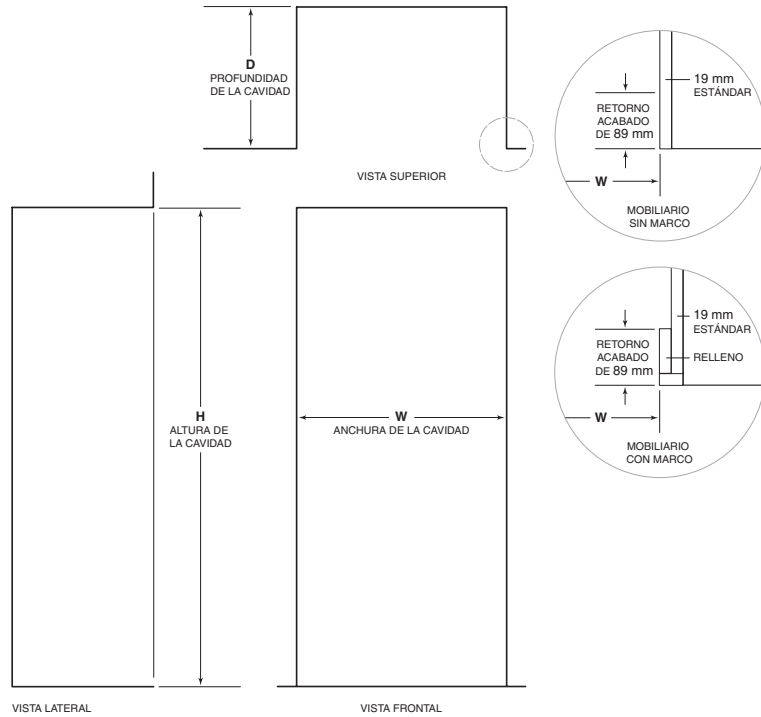 D
PROFUNDIDAD
DE LA CAVIDAD
VISTA SUPERIOR
19 mm
ESTÁNDAR
RETORNO
ACABADO
DE 89 mm
W
MOBILIARIO
SIN MARCO
19 mm
ESTÁNDAR
RETORNO
ACABADO
DE 89 mm
RELLENO
W
MOBILIARIO
CON MARCO
H
ALTURA DE
LA CAVIDAD
W
ANCHURA DE LA CAVIDAD
VISTA LATERAL
VISTA FRONTAL